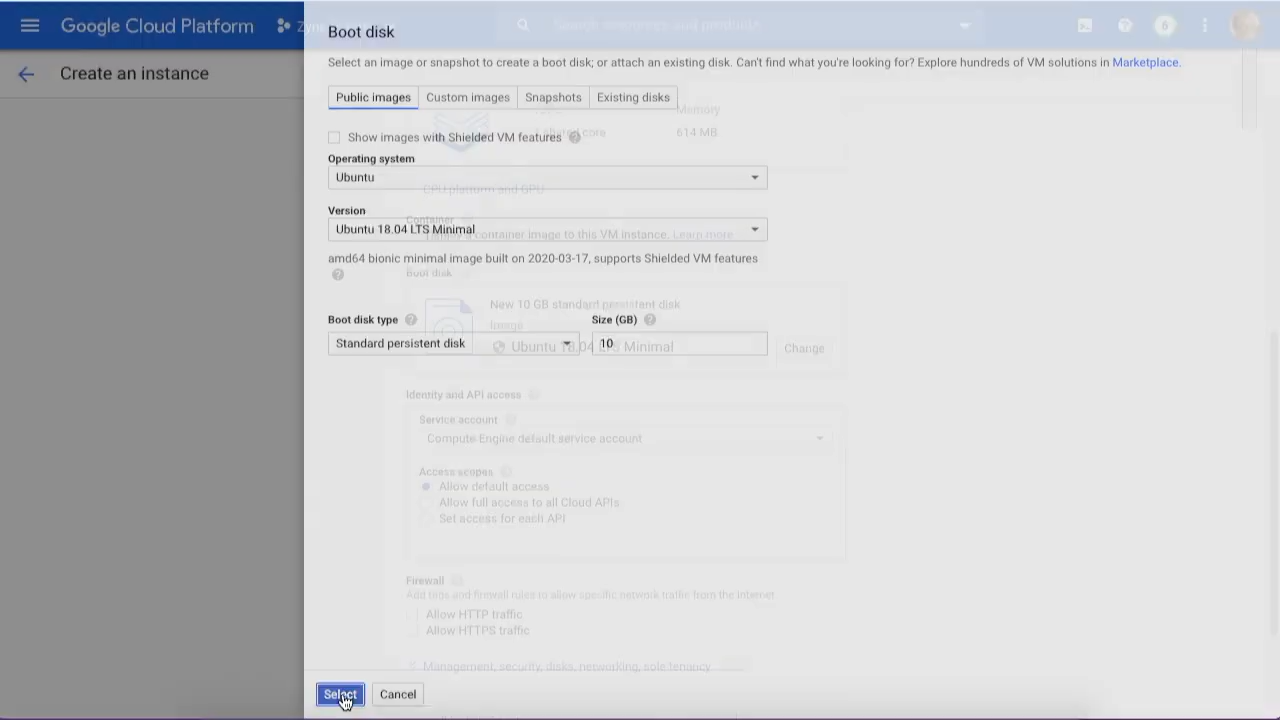 Google Cloud Platform
Search resources and products
6
Create an instance
Boot disk
Select an image or snapshot to create a boot disk; or attach an existing disk. Can't find what you're looking for? Explore hundreds of VM solutions in Marketplace.
Public images
Custom images
Snapshots
Existing disks
Memory
core
614 MB
Show images with Shielded VM features
Operating system
Ubuntu
CPU platform and GPU
Version
Container
Ubuntu 18.04 LTS Minimal
container image to this VM instance. Learn more
amd64 bionic minimal image built on 2020-03-17, supports Shielded VM features
Boot disk
New 10 GB standard persistent disk
Boot disk type
Image
Size (GB)
Standard persistent disk
10
Ubuntu 18.04 LTS Minimal
Change
Identity and API access
Service account
Compute Engine default service account
Access scopes
Allow default access
Allow full access to all Cloud APIs
Set access for each API
Firewall
Add tags and firewall rules to allow specific network traffic from the Internet
Allow HTTP traffic
Allow HTTPS traffic
Management, security, disks, networking, sole tenancy
Select
Cancel